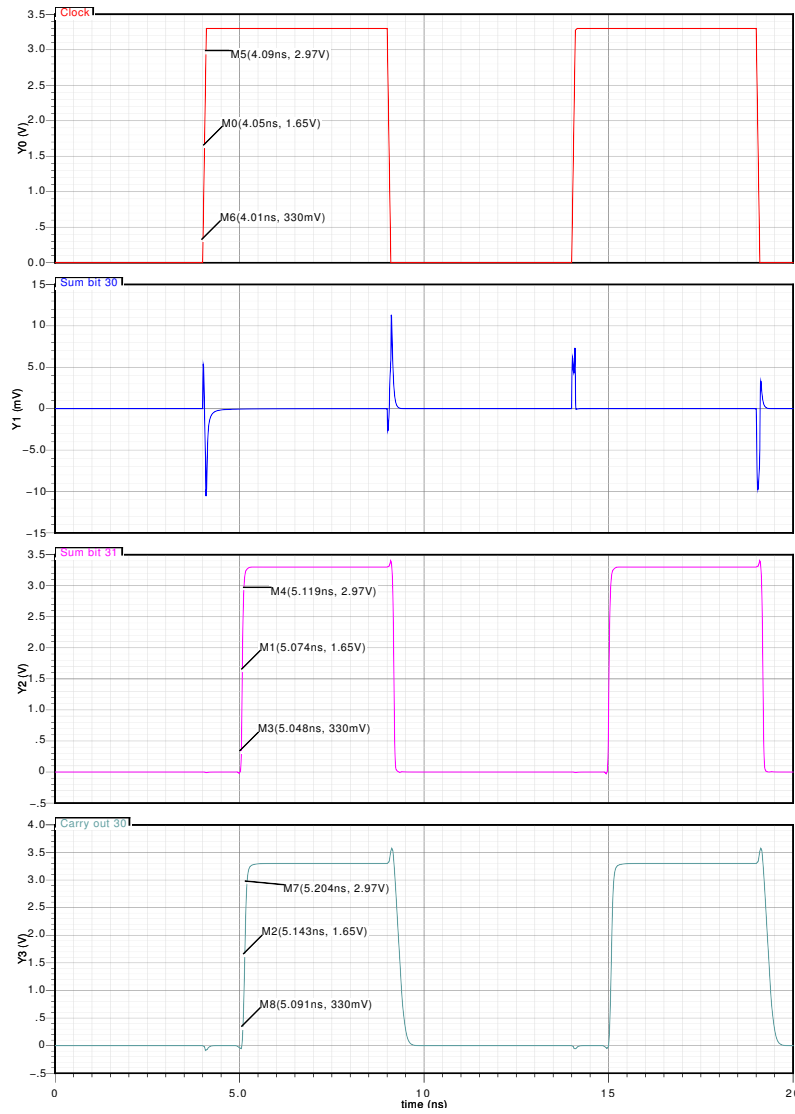 Clock
3.5
3.0
2.5
2.0
1.5
1.0
.5
0.0
Y0 (V)
M5(4.09ns, 2.97V)
M0(4.05ns, 1.65V)
M6(4.01ns, 330mV)
Sum bit 30
15
10
5.0
0
-5.0
-10
-15
Y1 (mV)
Sum bit 31
3.5
3.0
2.5
2.0
1.5
1.0
.5
0
-.5
Y2 (V)
M4(5.119ns, 2.97V)
M1(5.074ns, 1.65V)
M3(5.048ns, 330mV)
Carry out 30
4.0
3.5
3.0
2.5
2.0
1.5
1.0
.5
0
-.5
Y3 (V)
M7(5.204ns, 2.97V)
M2(5.143ns, 1.65V)
M8(5.091ns, 330mV)
0 5.0 10 15 20
time (ns)